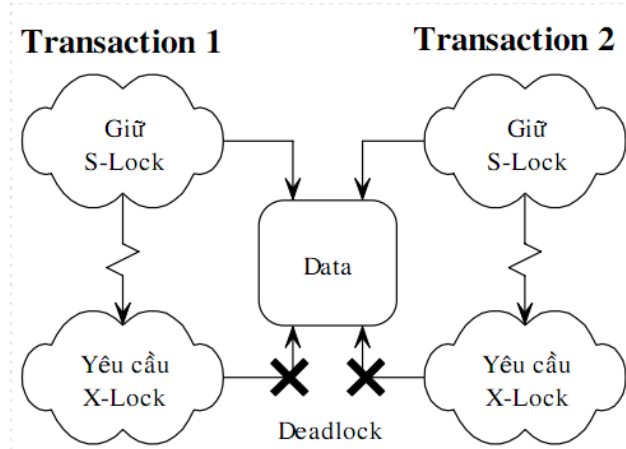 Transaction 1
Transaction 2
Giữ
S-Lock
Giữ
S-Lock
Data
Yêu cầu
X-Lock
Yêu cầu
X-Lock
Deadlock